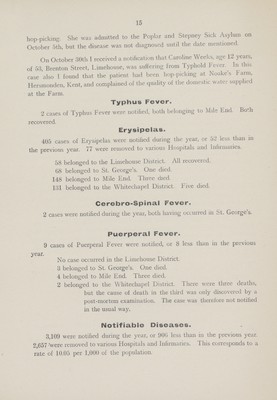 15
hop-picking. She was admitted to the Poplar and Stepney Sick Asylum on
October 5th, but the disease was not diagnosed until the date mentioned.
On October 30th I received a notification that Caroline Weeks, age 12 years,
of 53, Brenton Street, Limehouse, was suffering from Typhoid Fever. In this
case also I found that the patient had been hop-picking at Noake's Farm,
Hersmonden, Kent, and complained of the quality of the domestic water supplied
at the Farm.
Typhus Fever.
2 cases of Typhus Fever were notified, both belonging to Mile End. Both
recovered.
Erysipelas.
405 cases of Erysipelas were notified during the year, or 52 less than in
the previous year. 77 were removed to various Hospitals and Infirmaries.
58 belonged to the Limehouse District. All recovered.
68 belonged to St. George's. One died.
148 belonged to Mile End. Three died.
131 belonged to the Whitechapel District. Five died.
Cerebro-Spinal Fever.
2 cases were notified during the year, both having occurred in St. George's.
Puerperal Fever.
9 cases of Puerperal Fever were notified, or 8 less than in the previous
year.
No case occurred in the Limehouse District.
3 belonged to St. George's. One died.
4 belonged to Mile End. Three died.
2 belonged to the Whitechapel District. There were three deaths,
but the cause of death in the third was only discovered by a
post-mortem examination. The case was therefore not notified
in the usual way.
Notifiable Diseases.
3,109 were notified during the year, or 966 less than in the previous year.
2,657 were removed to various Hospitals and Infirmaries. This corresponds to a
rate of 10.05 per 1,000 of the population.